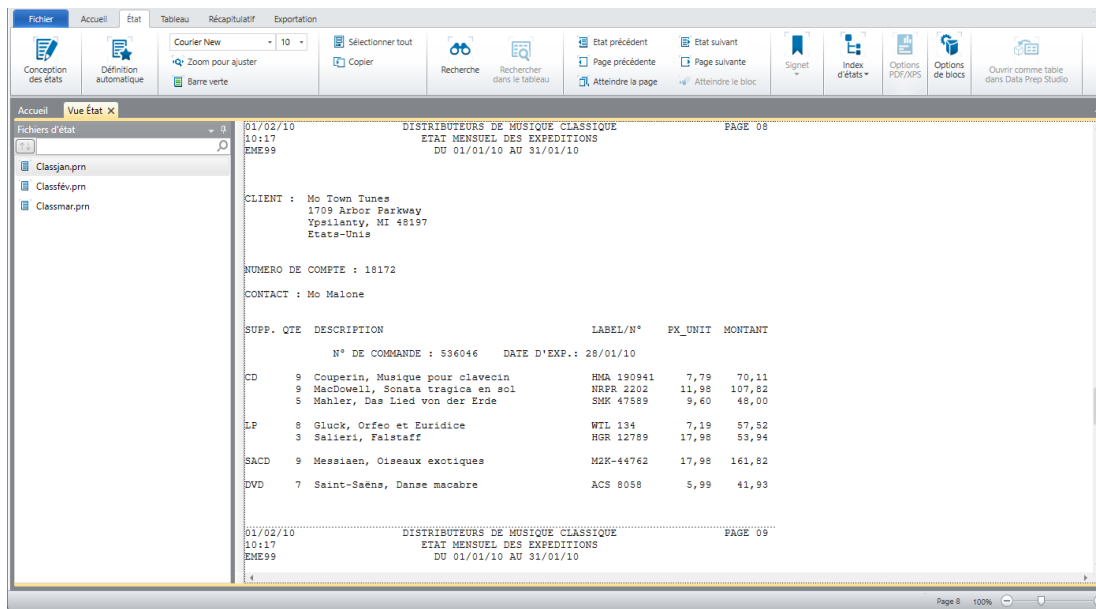 Fichier Accueil État Tableau Récapitulatif Exportation
Conception des états
Définition automatique
Courier New 10
Zoom pour ajuster
Barre verte
Sélectionner tout
Copier
Recherche
Rechercher dans le tableau
Etat précédent
Page précédente
Atteindre la page
Etat suivant
Page suivante
Atteindre le bloc
Signet
Index d'états
Options PDF/XPS
Options de blocs
Ouvrir comme table dans Data Prep Studio
Accueil Vue État
Fichiers d'état
Classjan.prn
Classfév.prn
Classmar.prn
01/02/10 DISTRIBUTEURS DE MUSIQUE CLASSIQUE PAGE 08
10:17 ETAT MENSUEL DES EXPEDITIONS
EME99 DU 01/01/10 AU 31/01/10
CLIENT : Mo Town Tunes
1709 Arbor Parkway
Ypsilanty, MI 48197
Etats-Unis
NUMERO DE COMPTE : 18172
CONTACT : Mo Malone
SUPP. QTE DESCRIPTION LABEL/N° PX_UNIT MONTANT
N° DE COMMANDE : 536046 DATE D'EXP.: 28/01/10
CD 9 Couperin, Musique pour clavecin HMA 190941 7,79 70,11
9 MacDowell, Sonata tragica en sol NRPR 2202 11,98 107,82
5 Mahler, Das Lied von der Erde SMK 47589 9,60 48,00
LP 8 Gluck, Orfeo et Euridice WTL 134 7,19 57,52
3 Salieri, Falstaff HGR 12789 17,98 53,94
SACD 9 Messiaen, Oiseaux exotiques M2K-44762 17,98 161,82
DVD 7 Saint-Saëns, Danse macabre ACS 8058 5,99 41,93
01/02/10 DISTRIBUTEURS DE MUSIQUE CLASSIQUE PAGE 09
10:17 ETAT MENSUEL DES EXPEDITIONS
EME99 DU 01/01/10 AU 31/01/10
Page 8 100%